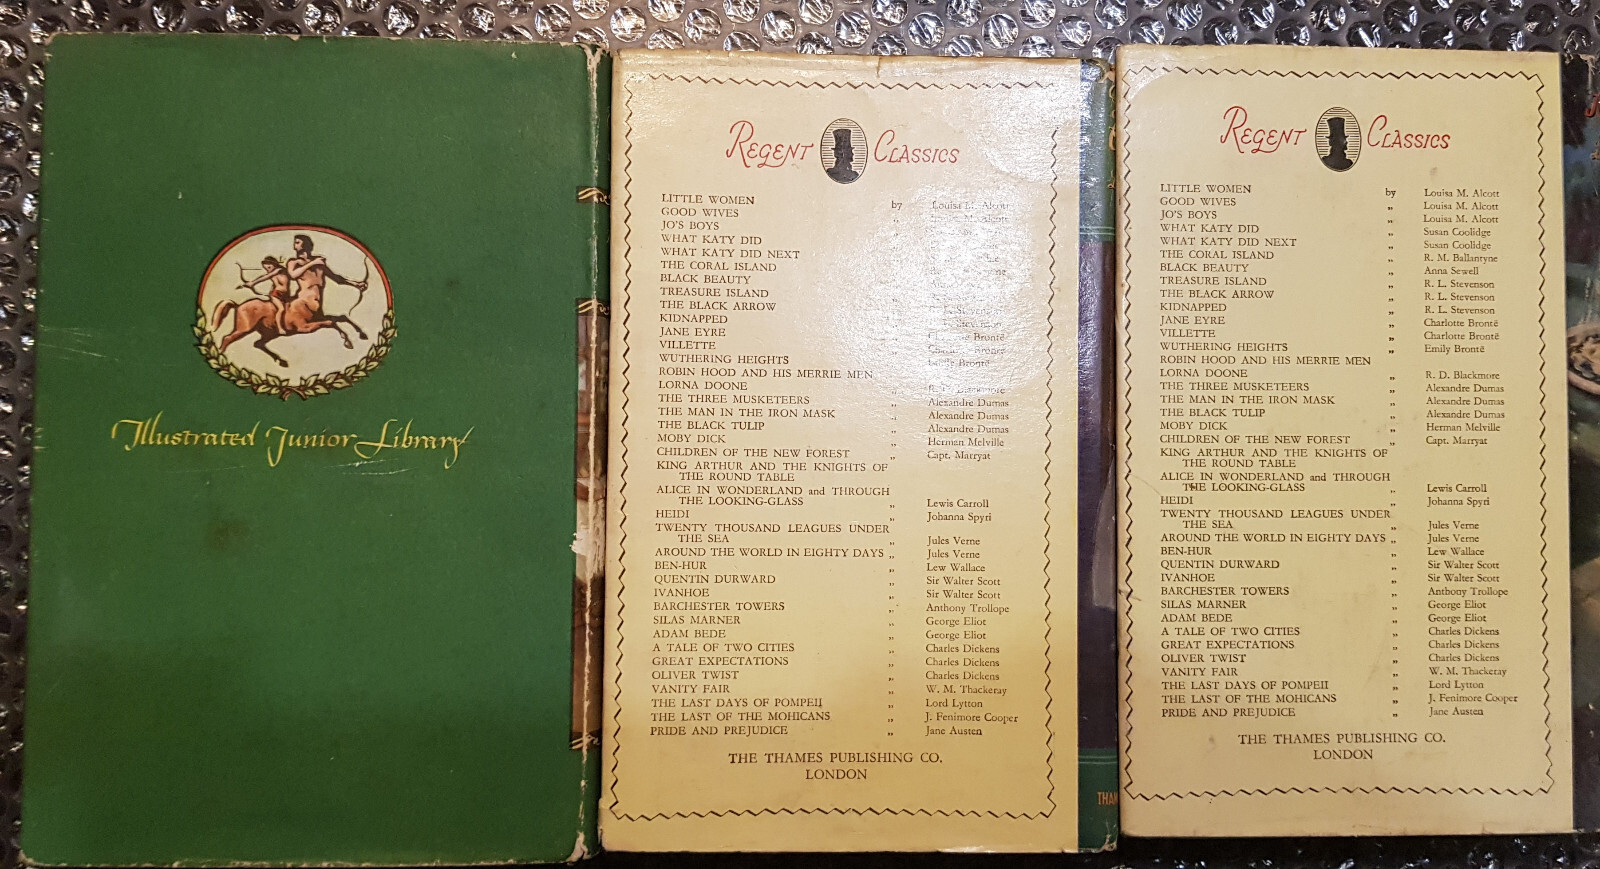 Illustrated Junior Library
REGENT CLASSICS
LITTLE WOMEN by Louisa M. Alcott
GOOD WIVES „ M. Alcott
JO'S BOYS
WHAT KATY DID
WHAT KATY DID NEXT
THE CORAL ISLAND
BLACK BEAUTY
TREASURE ISLAND
THE BLACK ARROW
KIDNAPPED Stevenson
JANE EYRE Brontë
VILLETTE Brontë
WUTHERING HEIGHTS Brontë
ROBIN HOOD AND HIS MERRIE MEN
LORNA DOONE „ Blackmore
THE THREE MUSKETEERS „ Alexandre Dumas
THE MAN IN THE IRON MASK „ Alexandre Dumas
THE BLACK TULIP „ Alexandre Dumas
MOBY DICK „ Herman Melville
CHILDREN OF THE NEW FOREST „ Capt. Marryat
KING ARTHUR AND THE KNIGHTS OF
THE ROUND TABLE
ALICE IN WONDERLAND and THROUGH
THE LOOKING-GLASS „ Lewis Carroll
HEIDI „ Johanna Spyri
TWENTY THOUSAND LEAGUES UNDER
THE SEA „ Jules Verne
AROUND THE WORLD IN EIGHTY DAYS „ Jules Verne
BEN-HUR „ Lew Wallace
QUENTIN DURWARD „ Sir Walter Scott
IVANHOE „ Sir Walter Scott
BARCHESTER TOWERS „ Anthony Trollope
SILAS MARNER „ George Eliot
ADAM BEDE „ George Eliot
A TALE OF TWO CITIES „ Charles Dickens
GREAT EXPECTATIONS „ Charles Dickens
OLIVER TWIST „ Charles Dickens
VANITY FAIR „ W. M. Thackeray
THE LAST DAYS OF POMPEII „ Lord Lytton
THE LAST OF THE MOHICANS „ J. Fenimore Cooper
PRIDE AND PREJUDICE „ Jane Austen
THE THAMES PUBLISHING CO.
LONDON
THAM
REGENT CLASSICS
LITTLE WOMEN by Louisa M. Alcott
GOOD WIVES „ Louisa M. Alcott
JO'S BOYS „ Louisa M. Alcott
WHAT KATY DID „ Susan Coolidge
WHAT KATY DID NEXT „ Susan Coolidge
THE CORAL ISLAND „ R. M. Ballantyne
BLACK BEAUTY „ Anna Sewell
TREASURE ISLAND „ R. L. Stevenson
THE BLACK ARROW „ R. L. Stevenson
KIDNAPPED „ R. L. Stevenson
JANE EYRE „ Charlotte Brontë
VILLETTE „ Charlotte Brontë
WUTHERING HEIGHTS „ Emily Brontë
ROBIN HOOD AND HIS MERRIE MEN
LORNA DOONE „ R. D. Blackmore
THE THREE MUSKETEERS „ Alexandre Dumas
THE MAN IN THE IRON MASK „ Alexandre Dumas
THE BLACK TULIP „ Alexandre Dumas
MOBY DICK „ Herman Melville
CHILDREN OF THE NEW FOREST „ Capt. Marryat
KING ARTHUR AND THE KNIGHTS OF
THE ROUND TABLE
ALICE IN WONDERLAND and THROUGH
THE LOOKING-GLASS „ Lewis Carroll
HEIDI „ Johanna Spyri
TWENTY THOUSAND LEAGUES UNDER
THE SEA „ Jules Verne
AROUND THE WORLD IN EIGHTY DAYS „ Jules Verne
BEN-HUR „ Lew Wallace
QUENTIN DURWARD „ Sir Walter Scott
IVANHOE „ Sir Walter Scott
BARCHESTER TOWERS „ Anthony Trollope
SILAS MARNER „ George Eliot
ADAM BEDE „ George Eliot
A TALE OF TWO CITIES „ Charles Dickens
GREAT EXPECTATIONS „ Charles Dickens
OLIVER TWIST „ Charles Dickens
VANITY FAIR „ W. M. Thackeray
THE LAST DAYS OF POMPEII „ Lord Lytton
THE LAST OF THE MOHICANS „ J. Fenimore Cooper
PRIDE AND PREJUDICE „ Jane Austen
THE THAMES PUBLISHING CO.
LONDON